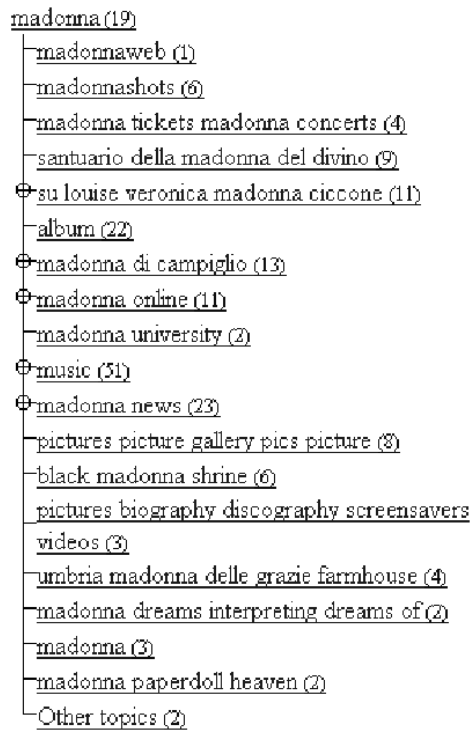 madonna (19)
madonnaweb (1)
madonnashots (6)
madonna tickets madonna concerts (4)
santuario della madonna del divino (9)
su louise veronica madonna ciccone (11)
album (22)
madonna di campiglio (13)
madonna online (11)
madonna university (2)
music (51)
madonna news (23)
pictures picture gallery pics picture (8)
black madonna shrine (6)
pictures biography discography screensavers
videos (3)
umbria madonna delle grazie farmhouse (4)
madonna dreams interpreting dreams of (2)
madonna (3)
madonna paperdoll heaven (2)
Other topics (2)